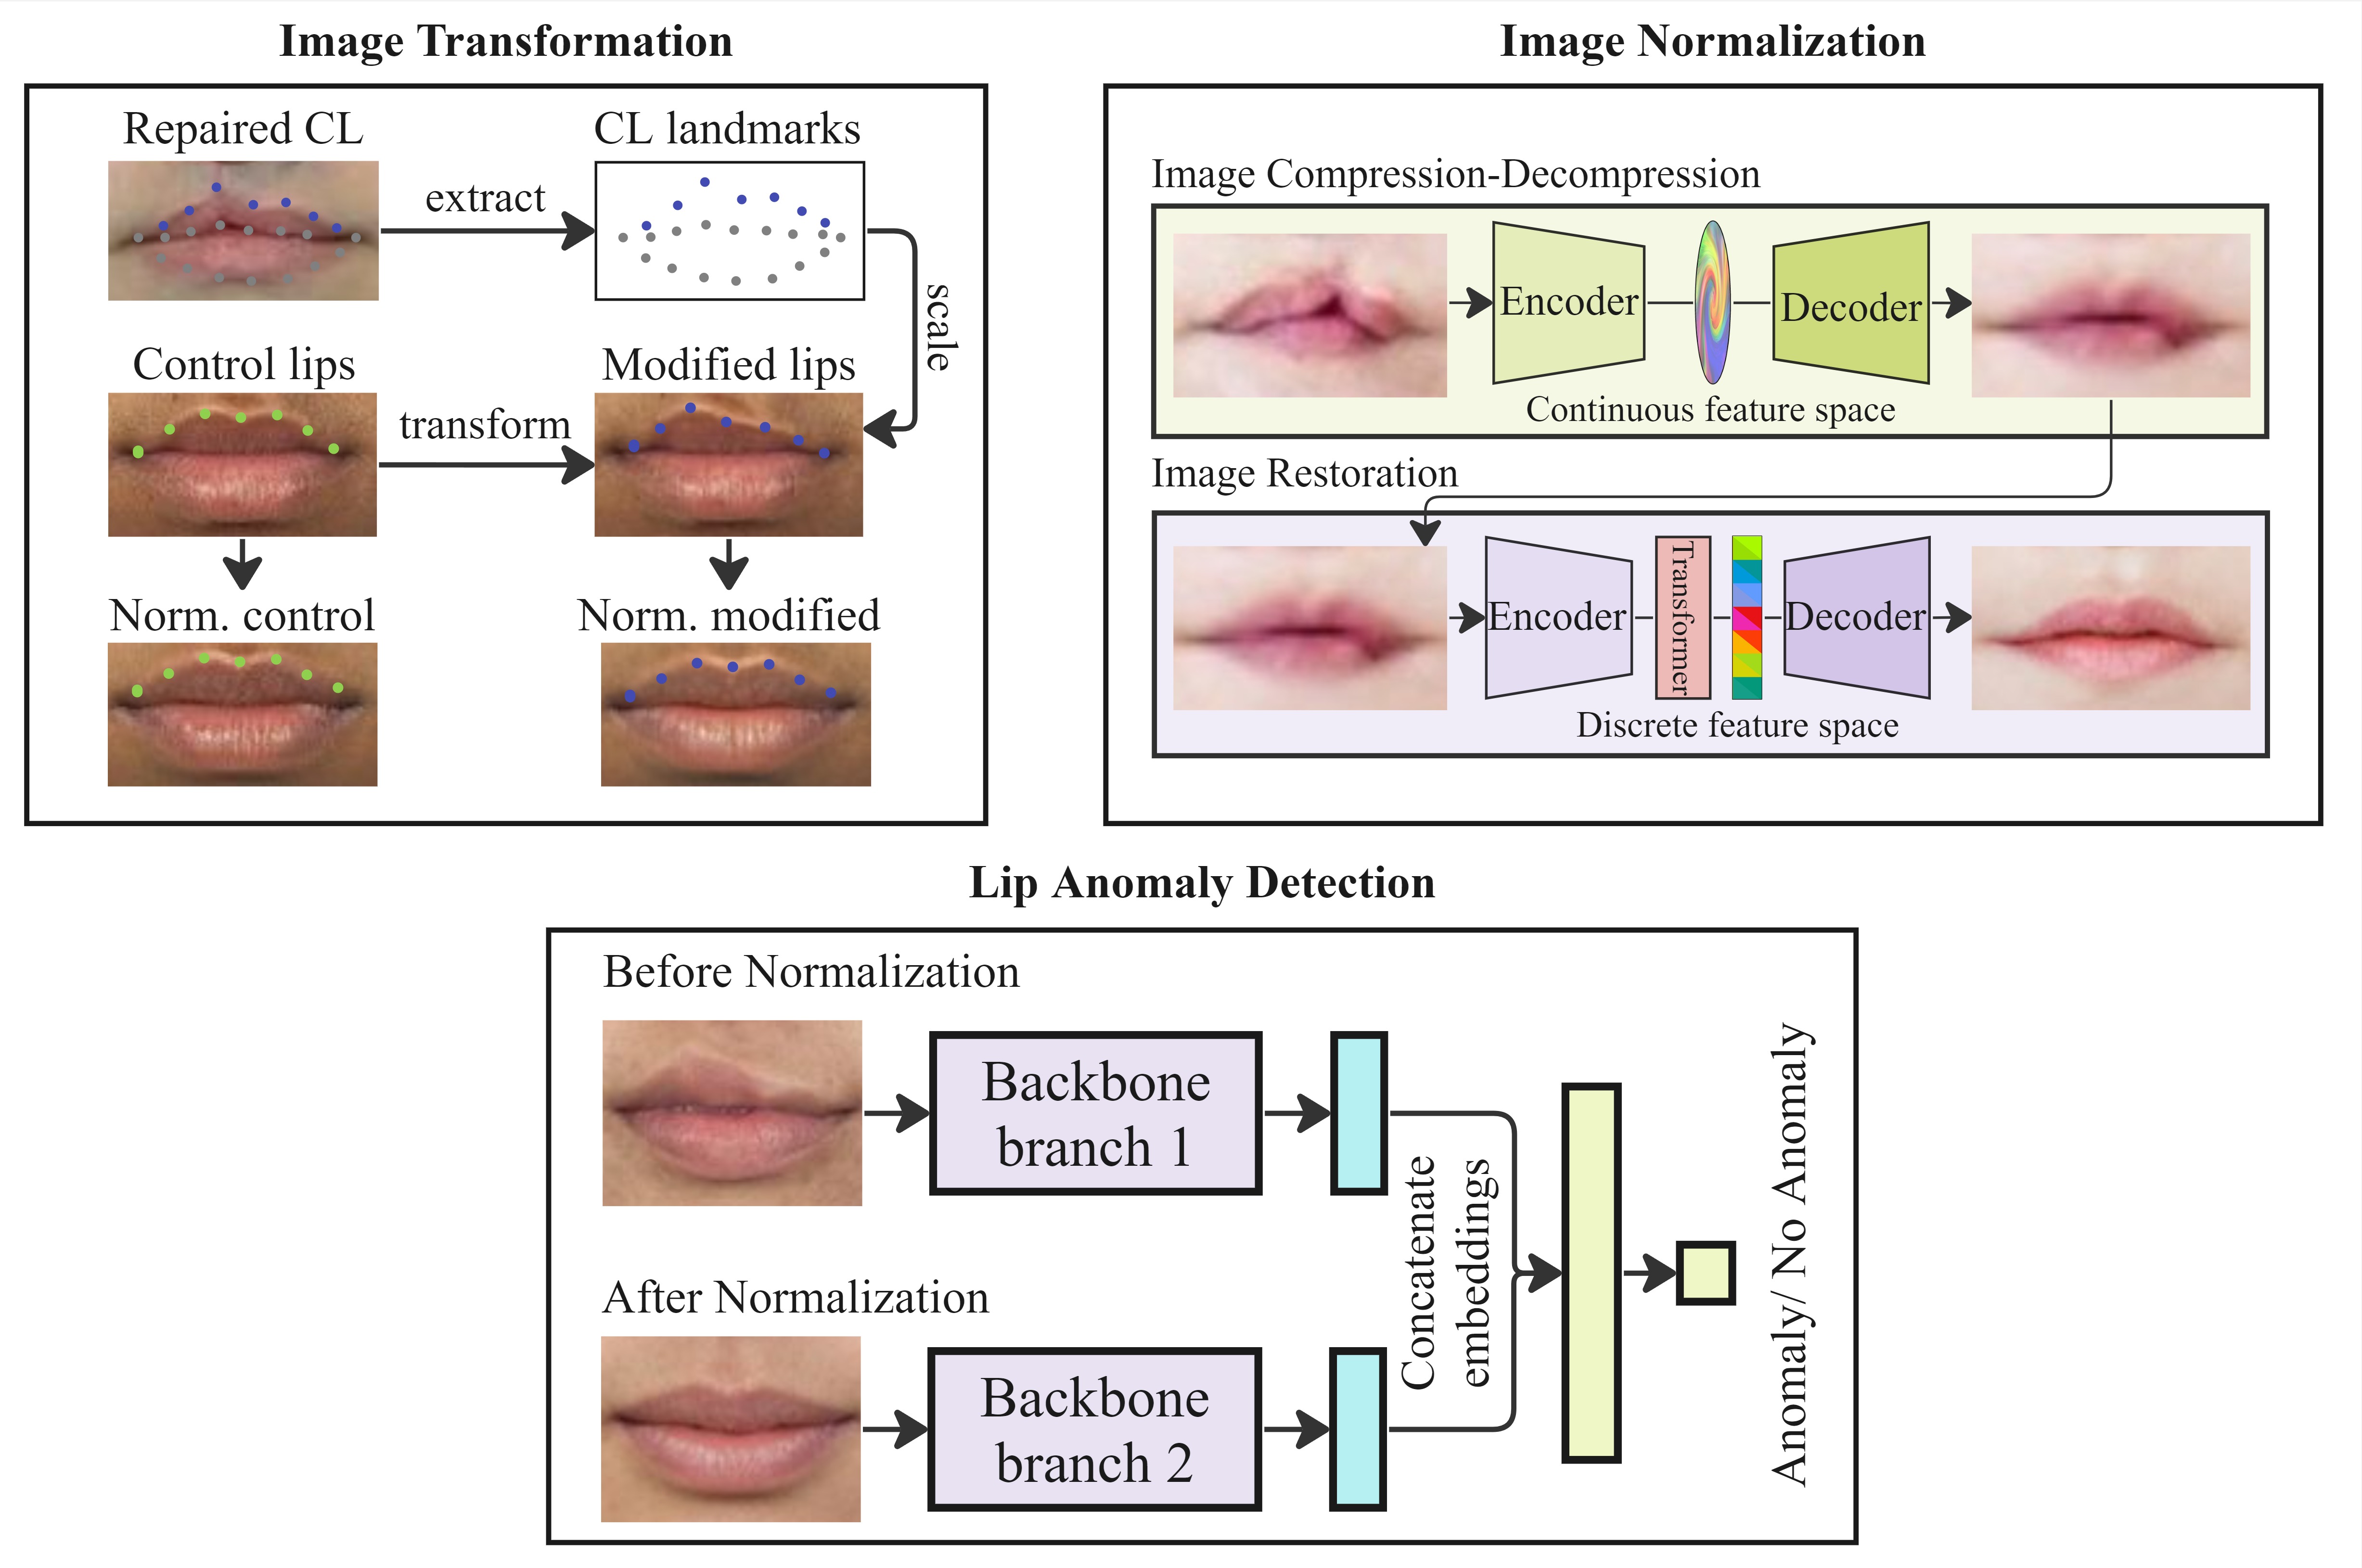 Image Transformation
Repaired CL
CL landmarks
extract
scale
Control lips
Modified lips
transform
Norm. control
Norm. modified
Image Normalization
Image Compression-Decompression
Encoder
Decoder
Continuous feature space
Image Restoration
Encoder
Transformer
Decoder
Discrete feature space
Lip Anomaly Detection
Before Normalization
Backbone
branch 1
After Normalization
Backbone
branch 2
Concatenate
embeddings
Anomaly/ No Anomaly